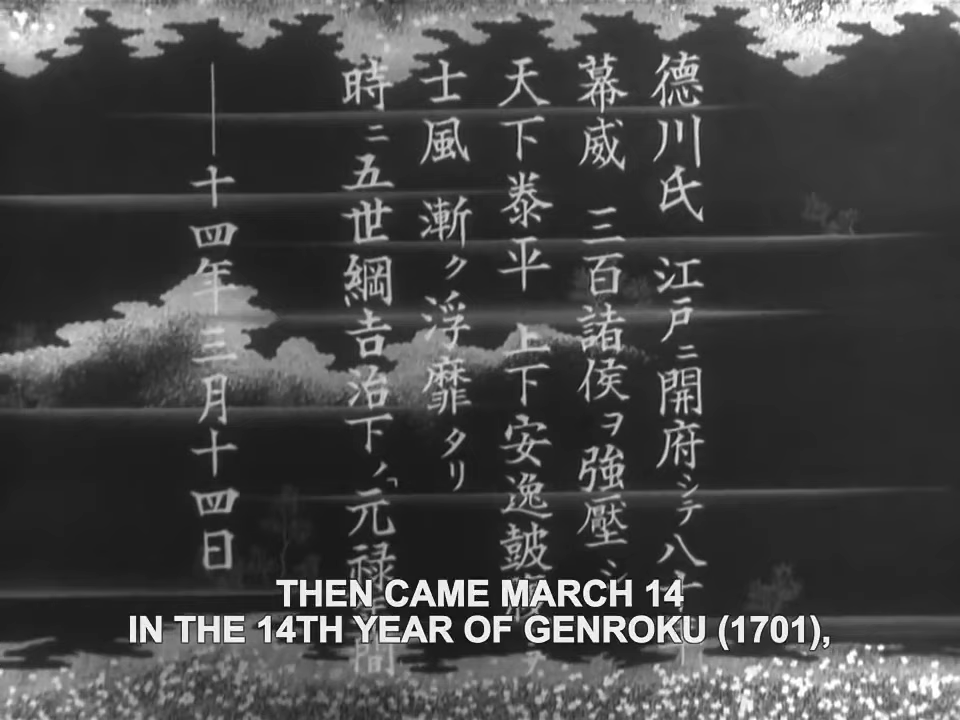 德川氏 江戸ニ開府シテ八十
幕威 三百諸侯ヲ強壓シ
天下泰平 上下安逸皷 テ
士風 漸ク浮靡タリ
時ニ五世綱吉治下ノ「元禄 間
――十四年三月十四日
THEN CAME MARCH 14
IN THE 14TH YEAR OF GENROKU (1701),